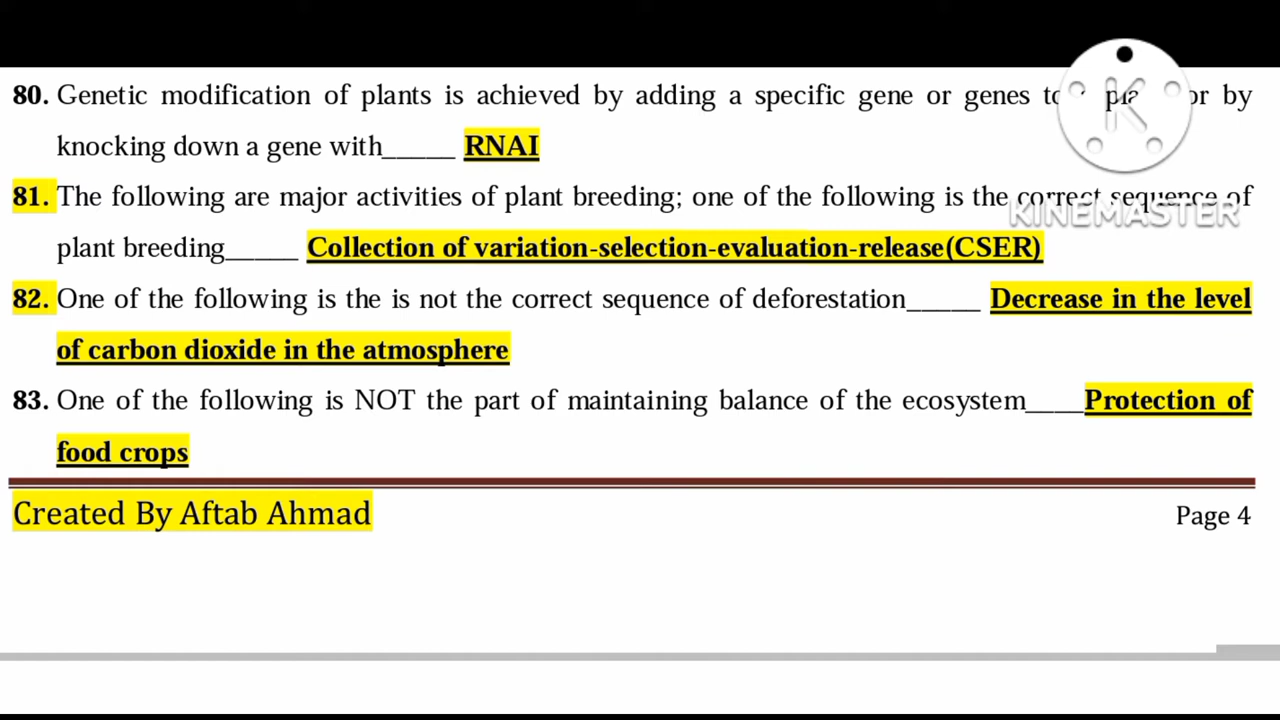 80. Genetic modification of plants is achieved by adding a specific gene or genes to or by
knocking down a gene with_____ RNAI
KINEMASTER
81. The following are major activities of plant breeding; one of the following is the correct sequence of
plant breeding_____ Collection of variation-selection-evaluation-release(CSER)
82. One of the following is the is not the correct sequence of deforestation_____ Decrease in the level
of carbon dioxide in the atmosphere
83. One of the following is NOT the part of maintaining balance of the ecosystem____Protection of
food crops
Created By Aftab Ahmad
Page 4